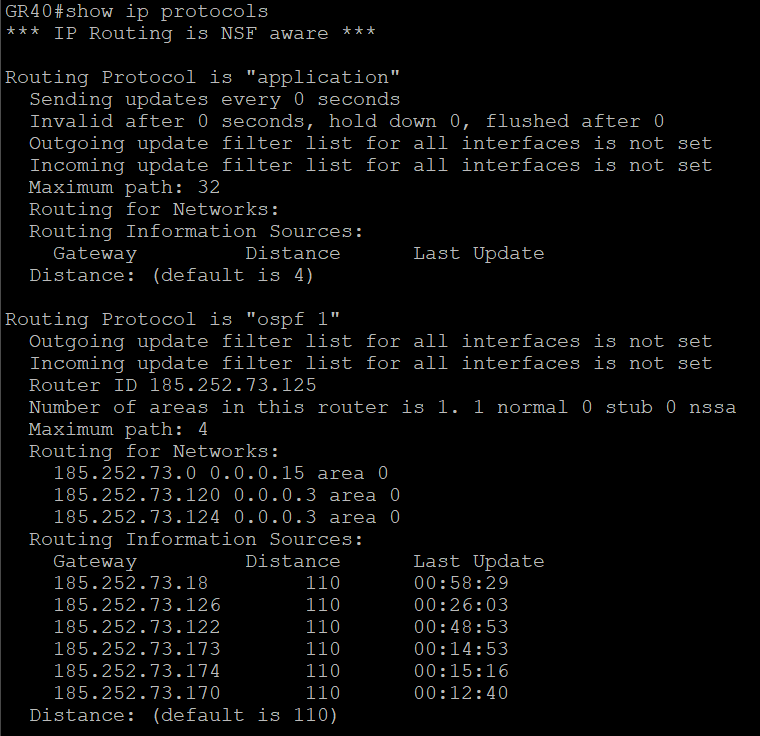 GR40#show ip protocols
*** IP Routing is NSF aware ***
Routing Protocol is "application"
Sending updates every 0 seconds
Invalid after 0 seconds, hold down 0, flushed after 0
Outgoing update filter list for all interfaces is not set
Incoming update filter list for all interfaces is not set
Maximum path: 32
Routing for Networks:
Routing Information Sources:
Gateway Distance Last Update
Distance: (default is 4)
Routing Protocol is "ospf 1"
Outgoing update filter list for all interfaces is not set
Incoming update filter list for all interfaces is not set
Router ID 185.252.73.125
Number of areas in this router is 1. 1 normal 0 stub 0 nssa
Maximum path: 4
Routing for Networks:
185.252.73.0 0.0.0.15 area 0
185.252.73.120 0.0.0.3 area 0
185.252.73.124 0.0.0.3 area 0
Routing Information Sources:
Gateway Distance Last Update
185.252.73.18 110 00:58:29
185.252.73.126 110 00:26:03
185.252.73.122 110 00:48:53
185.252.73.173 110 00:14:53
185.252.73.174 110 00:15:16
185.252.73.170 110 00:12:40
Distance: (default is 110)